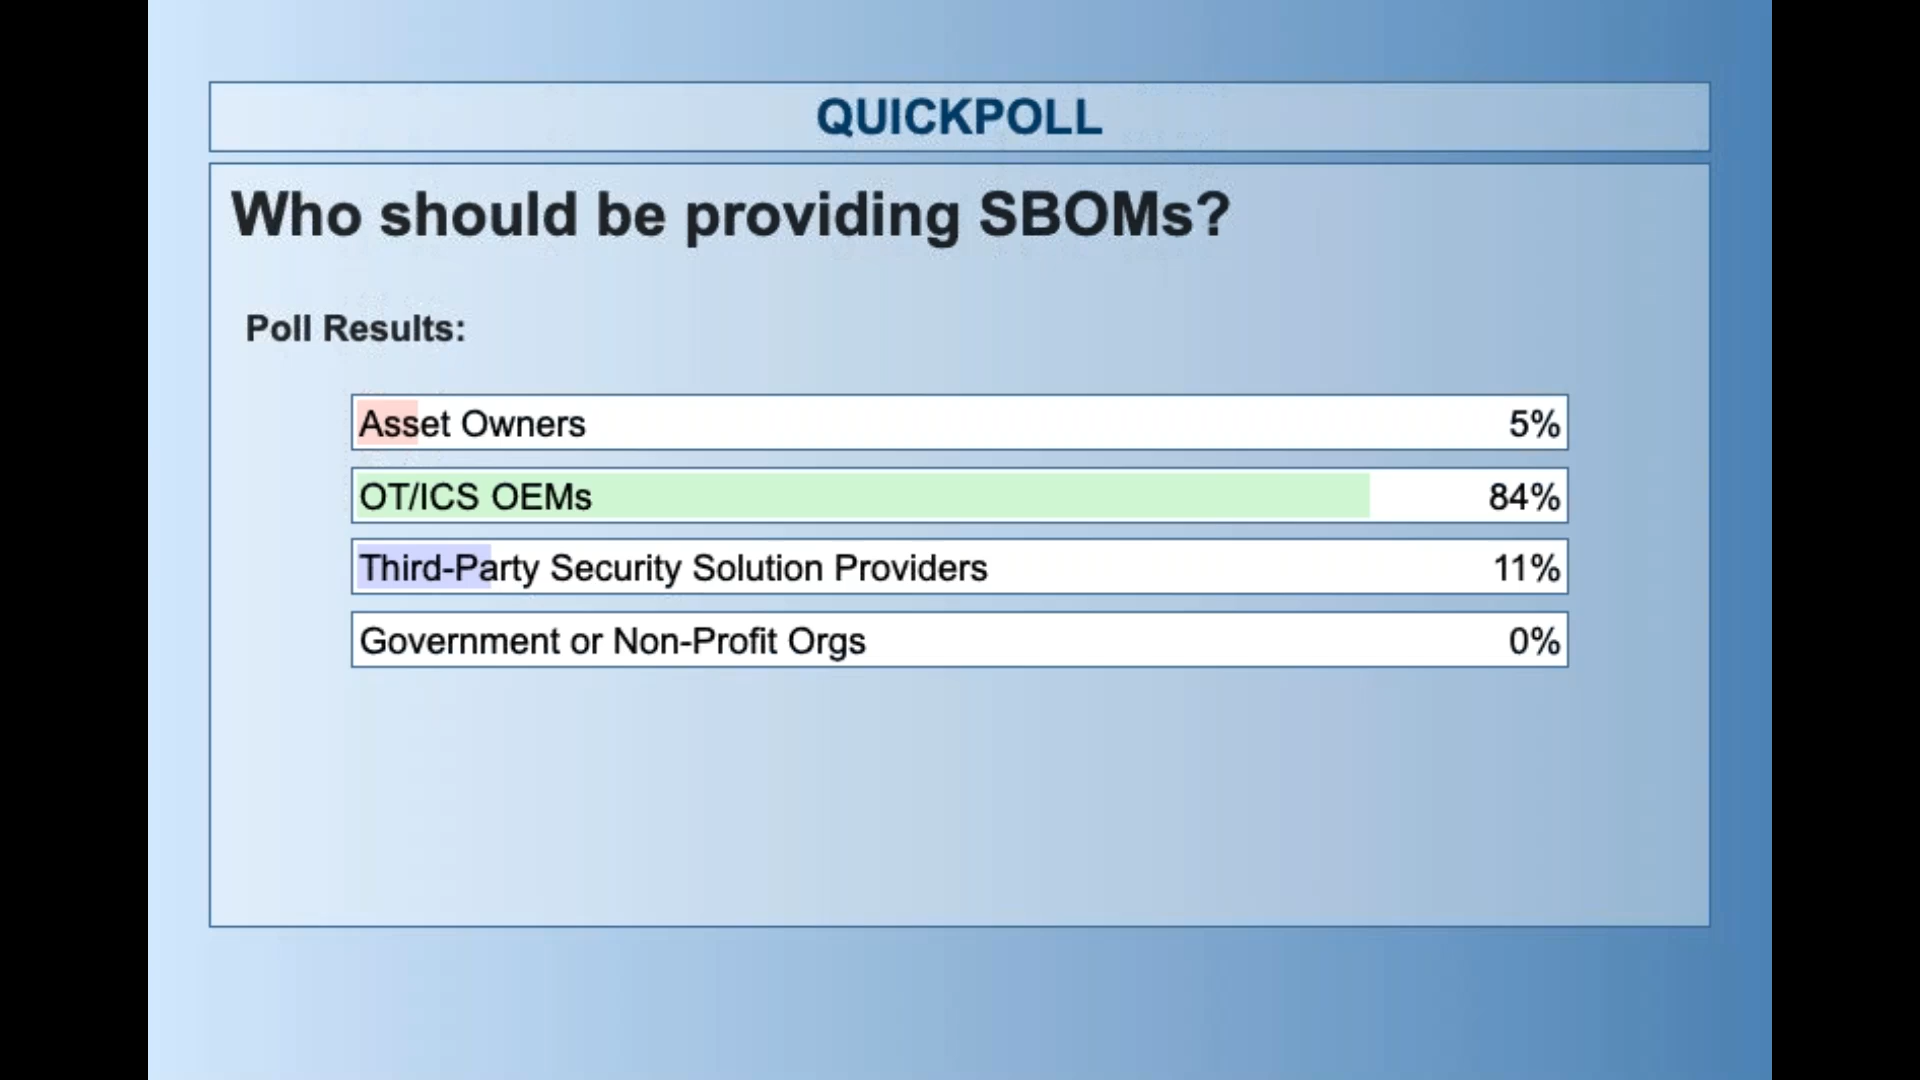 QUICKPOLL
Who should be providing SBOMs?
Poll Results:
Asset Owners 5%
OT/ICS OEMs 84%
Third-Party Security Solution Providers 11%
Government or Non-Profit Orgs 0%